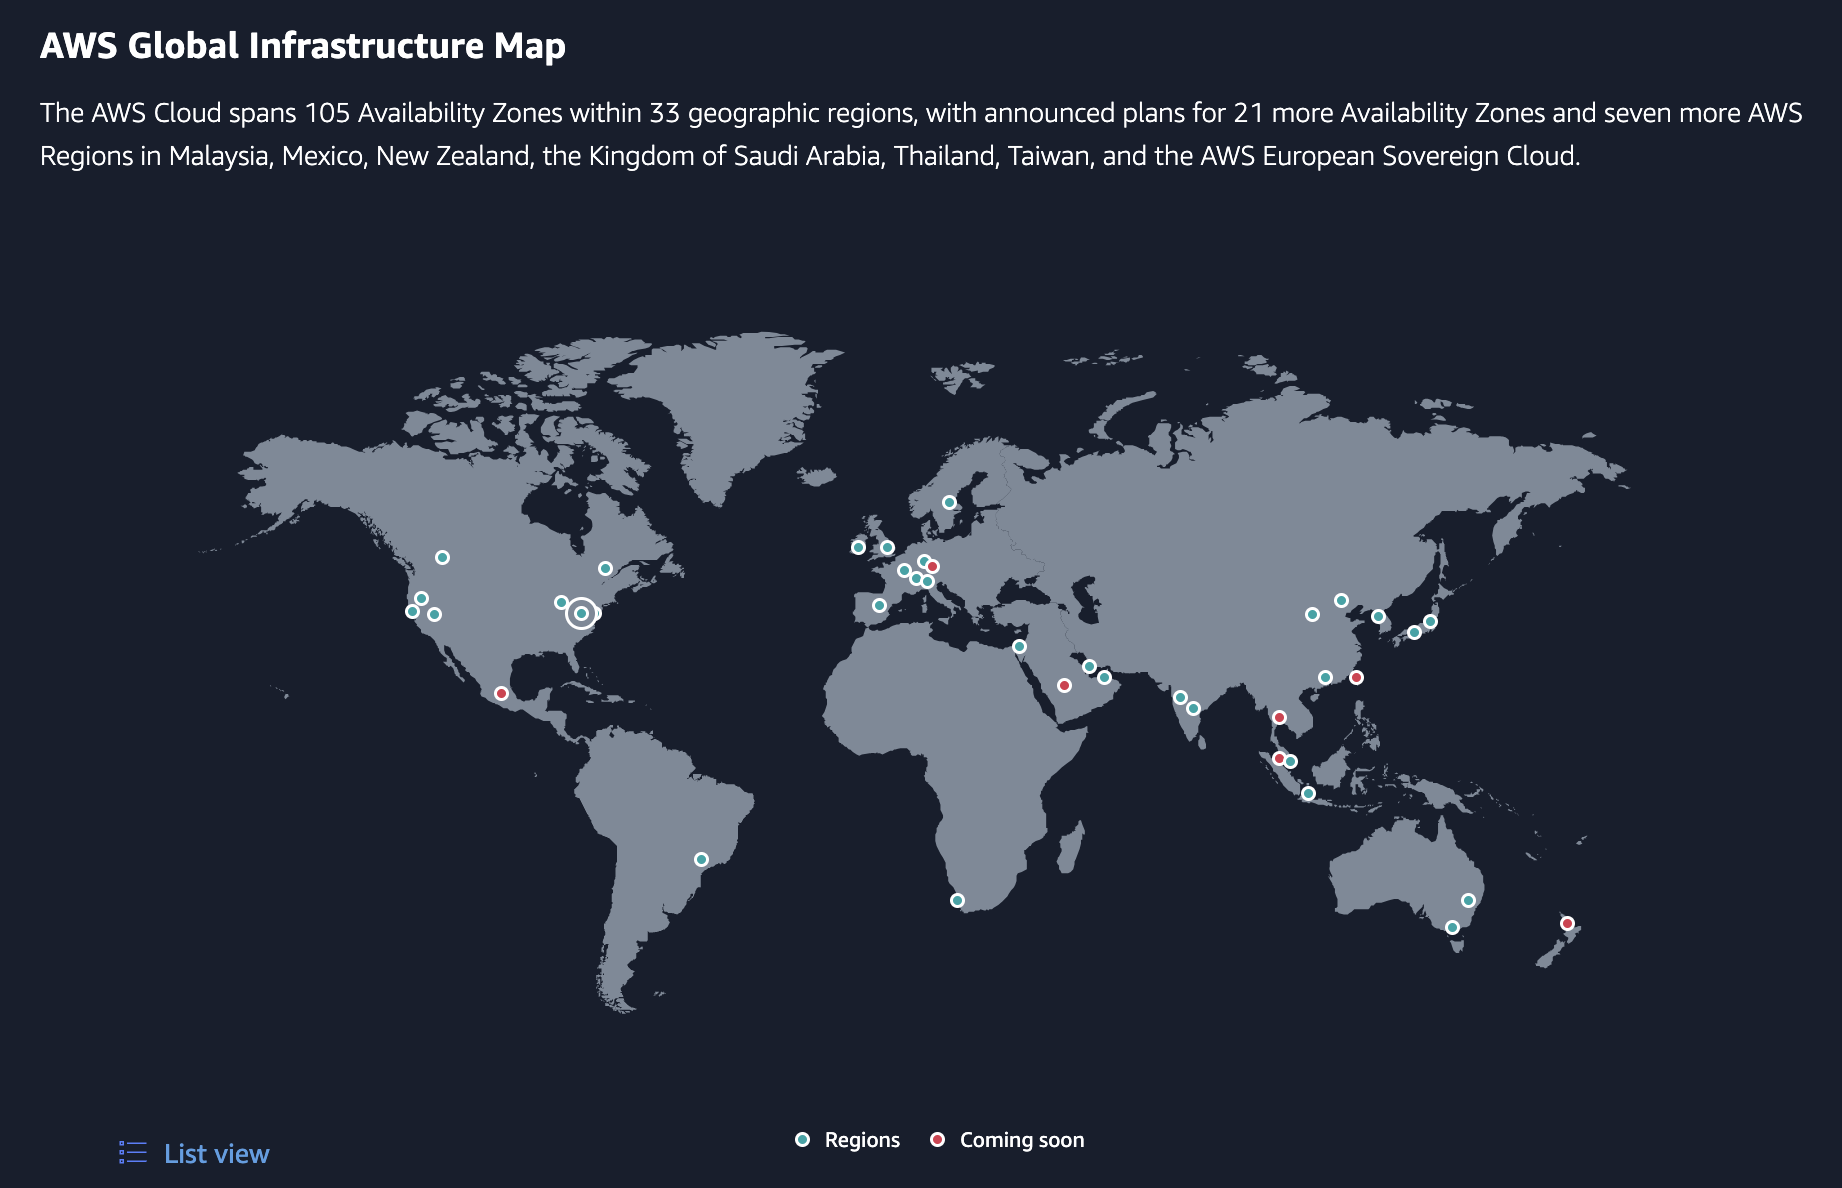 AWS Global Infrastructure Map
The AWS Cloud spans 105 Availability Zones within 33 geographic regions, with announced plans for 21 more Availability Zones and seven more AWS
Regions in Malaysia, Mexico, New Zealand, the Kingdom of Saudi Arabia, Thailand, Taiwan, and the AWS European Sovereign Cloud.
Regions
Coming soon
List view